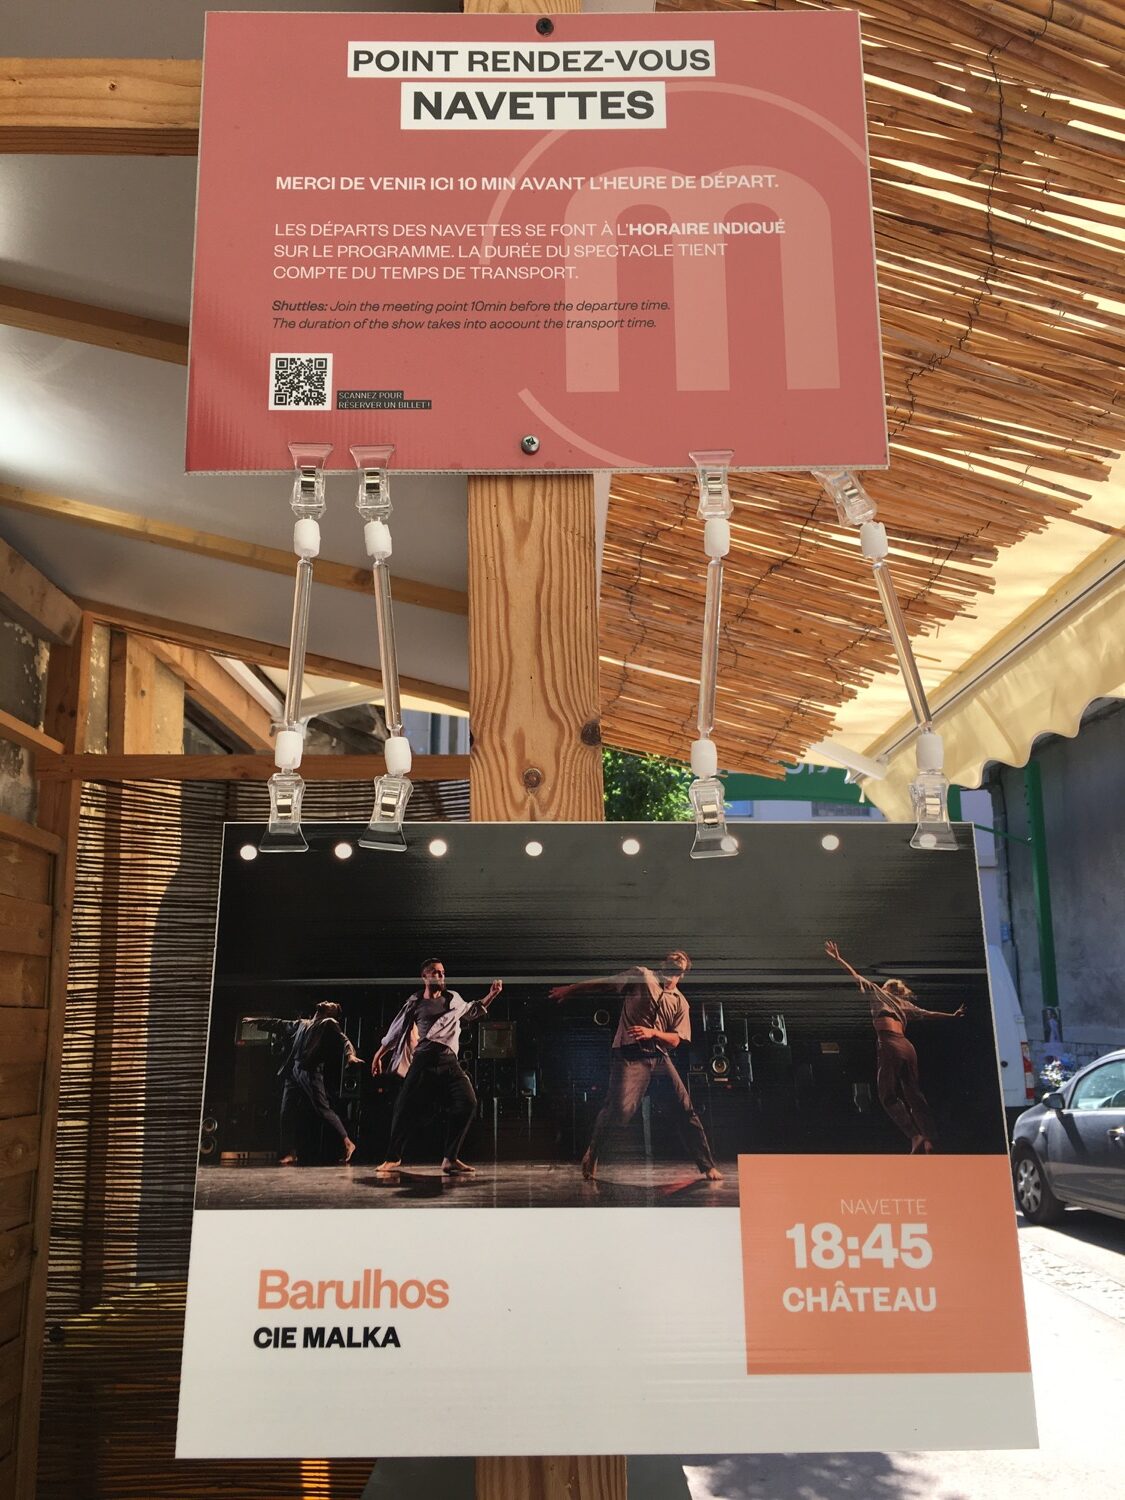 POINT RENDEZ-VOUS
NAVETTES
MERCI DE VENIR ICI 10 MIN AVANT L'HEURE DE DÉPART.
LES DÉPARTS DES NAVETTES SE FONT À L'HORAIRE INDIQUÉ
SUR LE PROGRAMME. LA DURÉE DU SPECTACLE TIENT
COMPTE DU TEMPS DE TRANSPORT.
Shuttles: Join the meeting point 10min before the departure time.
The duration of the show takes into account the transport time.
SCANNEZ POUR
RÉSERVER UN BILLET !
m
NAVETTE
18:45
CHÂTEAU
Barulhos
CIE MALKA